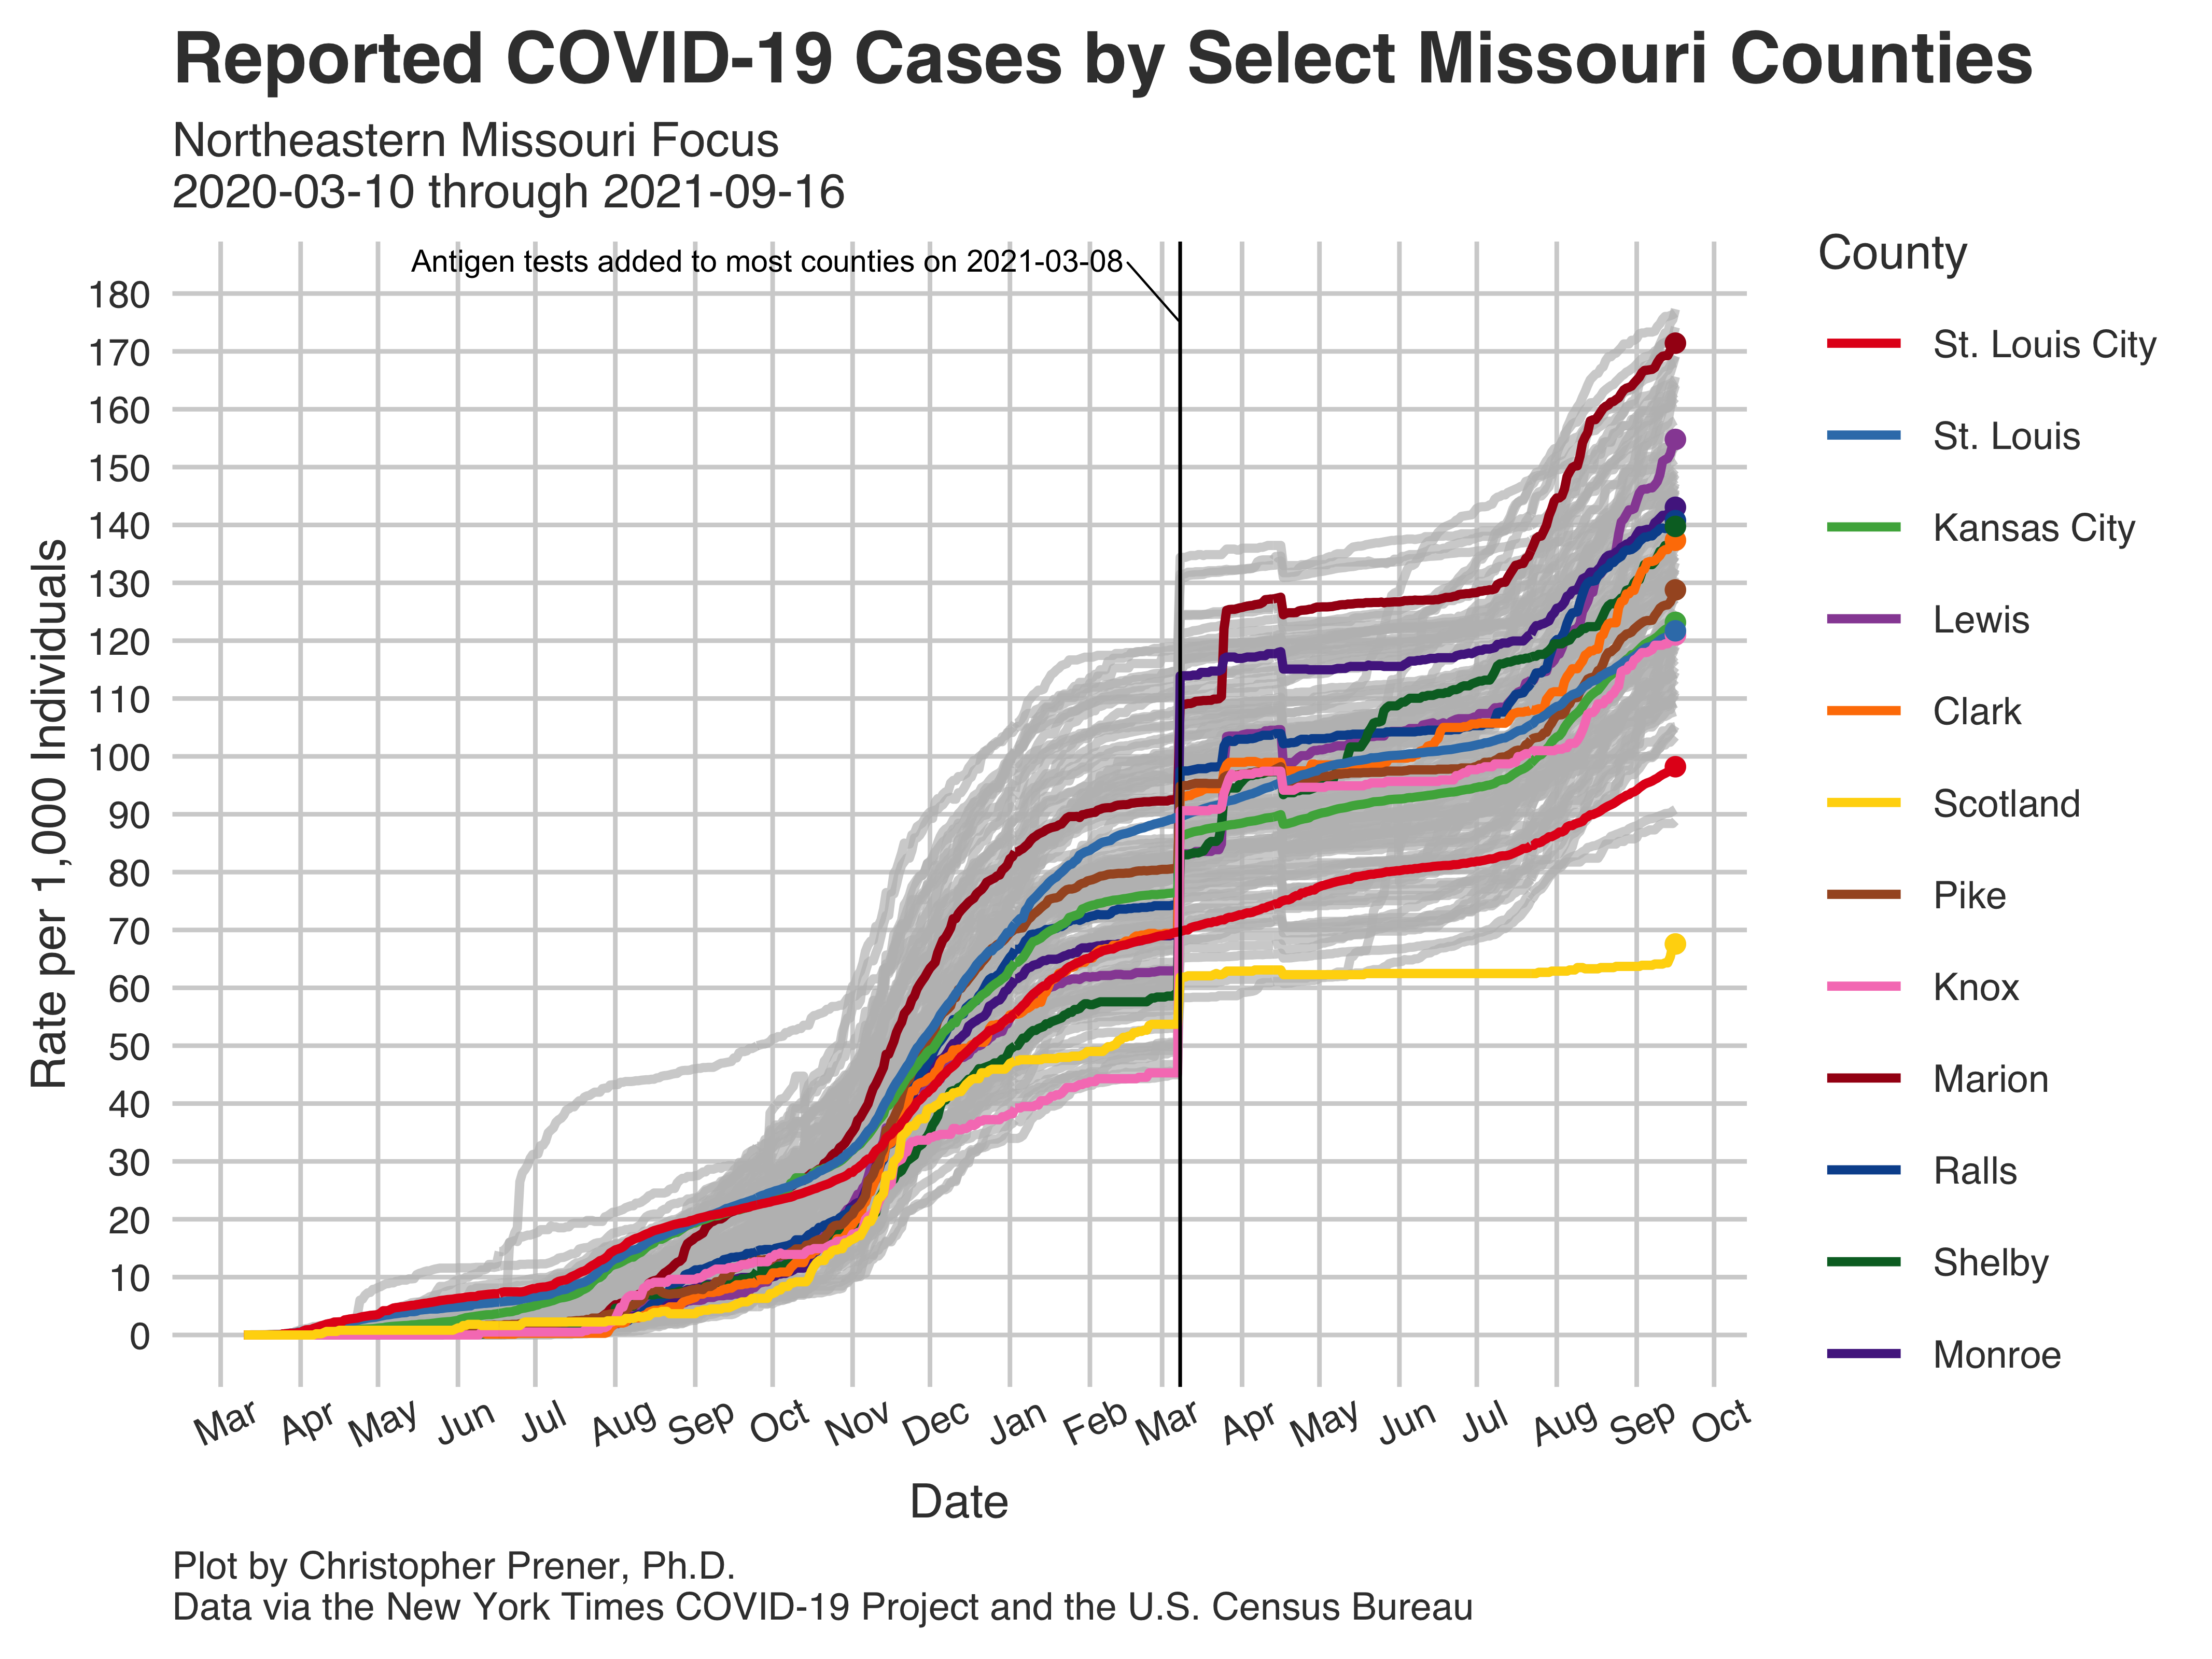 Reported COVID-19 Cases by Select Missouri Counties
Northeastern Missouri Focus
2020-03-10 through 2021-09-16
Antigen tests added to most counties on 2021-03-08
Rate per 1,000 Individuals
180
170
160
150
140
130
120
110
100
90
80
70
60
50
40
30
20
10
0
Mar Apr May Jun Jul Aug Sep Oct Nov Dec Jan Feb Mar Apr May Jun Jul Aug Sep Oct
Date
County
St. Louis City
St. Louis
Kansas City
Lewis
Clark
Scotland
Pike
Knox
Marion
Ralls
Shelby
Monroe
Plot by Christopher Prener, Ph.D.
Data via the New York Times COVID-19 Project and the U.S. Census Bureau